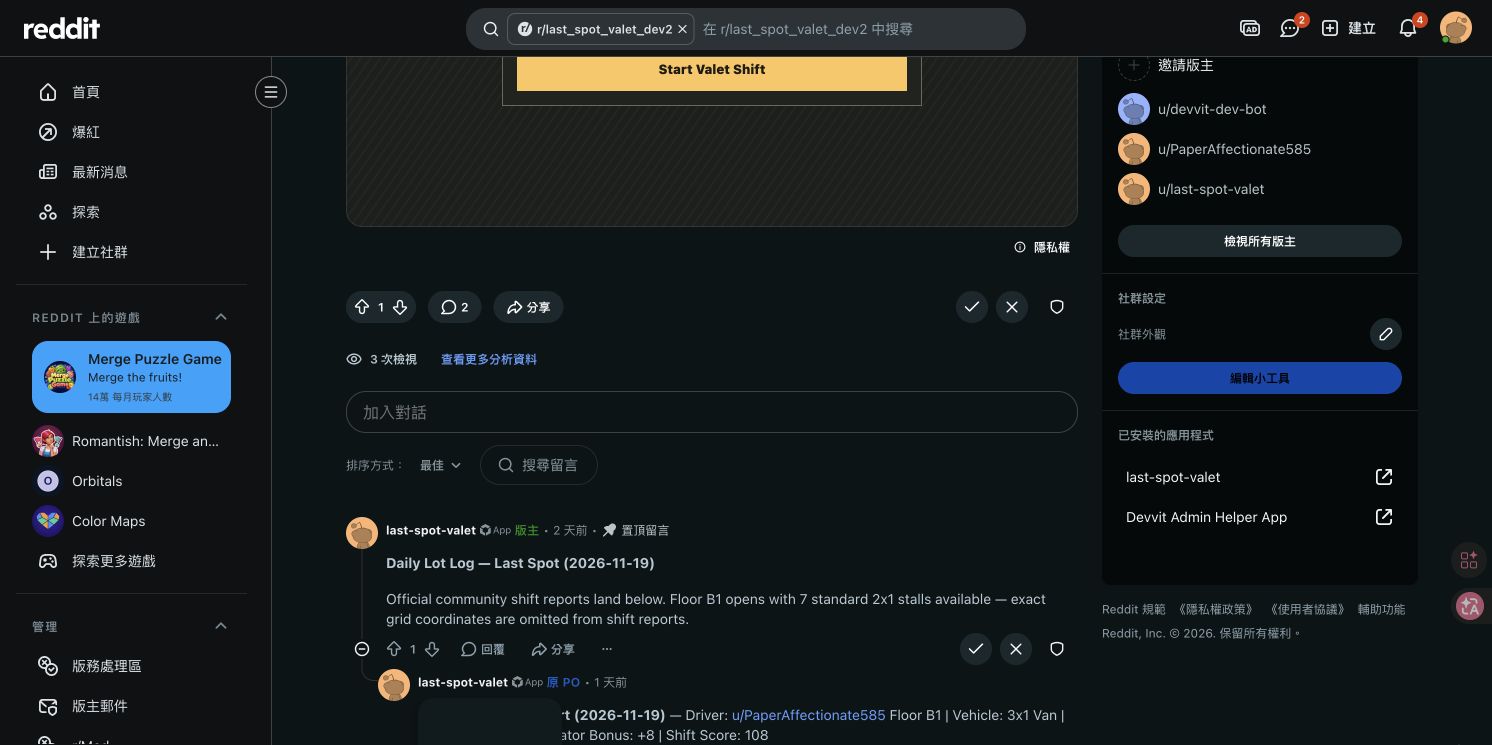 reddit
r/last_spot_valet_dev2
在 r/last_spot_valet_dev2 中搜尋
2
建立
4
首頁
爆紅
最新消息
探索
建立社群
REDDIT 上的遊戲
Merge Puzzle Game
Merge the fruits!
14萬 每月玩家人數
Romantish: Merge an...
Orbitals
Color Maps
探索更多遊戲
管理
版務處理區
版主郵件
Start Valet Shift
隱私權
1
2
分享
3 次檢視
查看更多分析資料
加入對話
排序方式：
最佳
搜尋留言
last-spot-valet App 版主 • 2 天前 • 置頂留言
Daily Lot Log — Last Spot (2026-11-19)
Official community shift reports land below. Floor B1 opens with 7 standard 2x1 stalls available — exact
grid coordinates are omitted from shift reports.
1
回覆
分享
last-spot-valet App 原 PO • 1 天前
(2026-11-19) — Driver: u/PaperAffectionate585 Floor B1 | Vehicle: 3x1 Van |
Bonus: +8 | Shift Score: 108
邀請版主
u/devvit-dev-bot
u/PaperAffectionate585
u/last-spot-valet
檢視所有版主
社群設定
社群外觀
編輯小工具
已安裝的應用程式
last-spot-valet
Devvit Admin Helper App
Reddit 規範 《隱私權政策》 《使用者協議》 輔助功能
Reddit, Inc. © 2026. 保留所有權利。